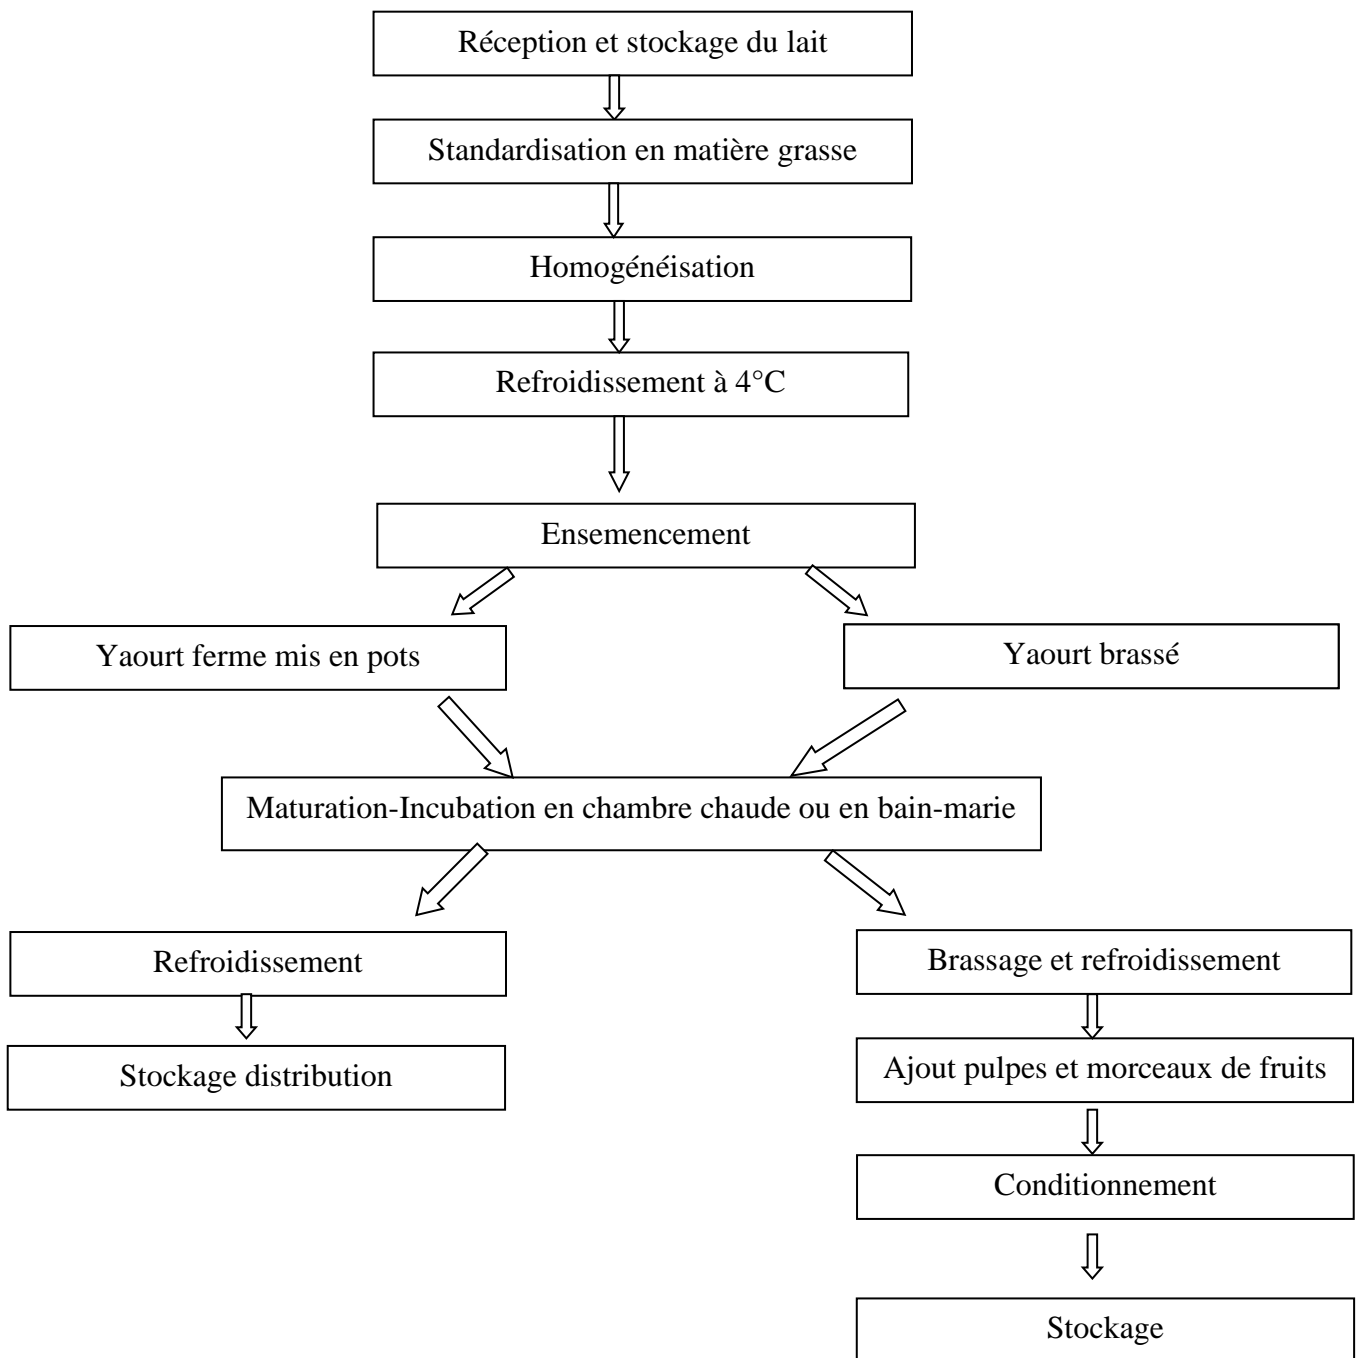 Réception et stockage du lait
Standardisation en matière grasse
Homogénéisation
Refroidissement à 4°C
Ensemencement
Yaourt ferme mis en pots
Yaourt brassé
Maturation-Incubation en chambre chaude ou en bain-marie
Refroidissement
Brassage et refroidissement
Stockage distribution
Ajout pulpes et morceaux de fruits
Conditionnement
Stockage